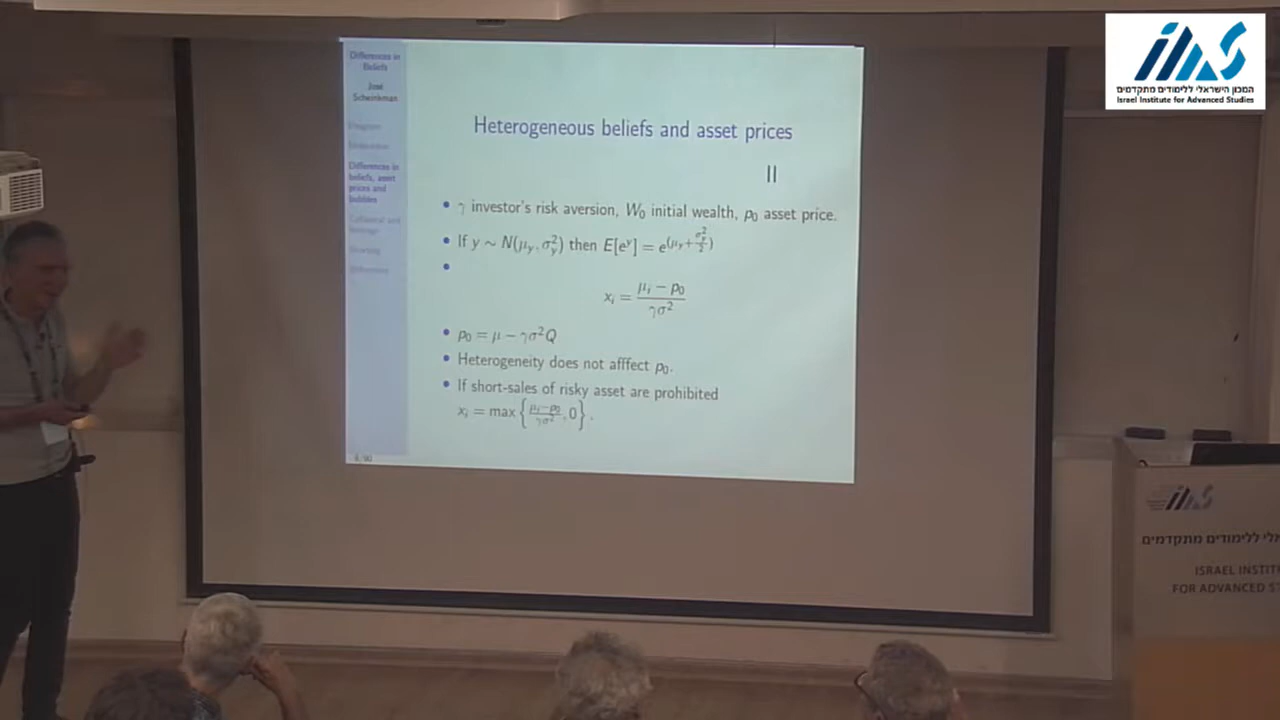 המכון הישראלי ללימודים מתקדמים
Israel Institute for Advanced Studies
Differences in
Beliefs
José
Scheinkman
Differences in
beliefs, asset
prices and
bubbles
Heterogeneous beliefs and asset prices
II
• γ investor's risk aversion, W₀ initial wealth, p₀ asset price.
• If y ∼ N(μ_y, σ_y²) then E[e^y] = e^(μ_y + σ_y²/2)
•
x_i = (μ_i − p₀)/(γσ²)
• p₀ = μ − γσ²Q
• Heterogeneity does not afffect p₀.
• If short-sales of risky asset are prohibited
x_i = max { (μ_i−p₀)/(γσ²), 0 } .
ללימודים מתקדמים
ISRAEL
FOR ADVANCED